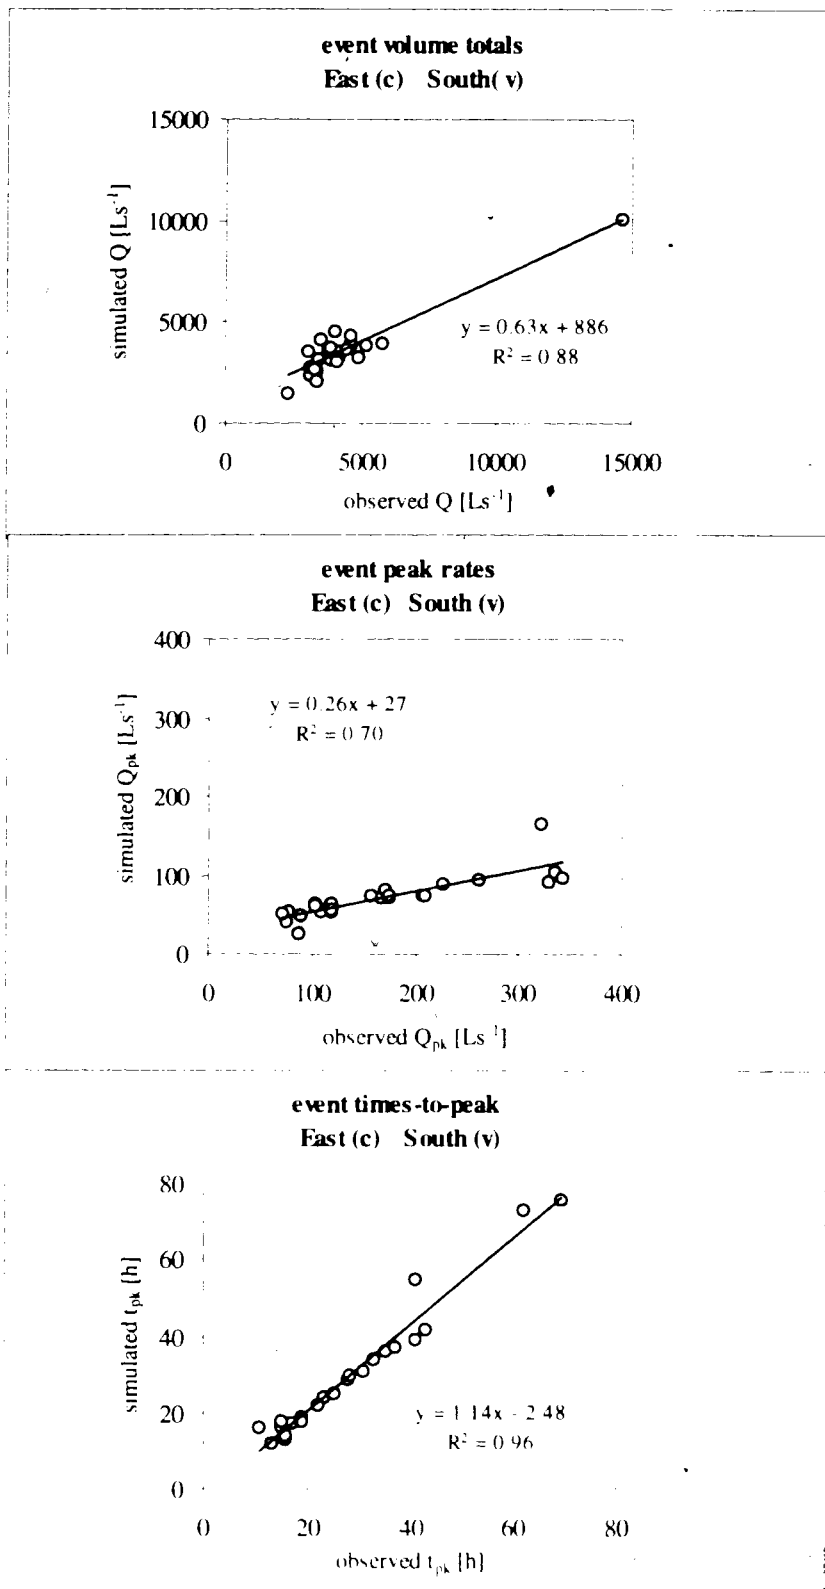 event volume totals
East (c) South( v)
15000
10000
5000
0
simulated Q [Ls⁻¹]
y = 0.63x + 886
R² = 0.88
0 5000 10000 15000
observed Q [Ls⁻¹]
event peak rates
East (c) South (v)
400
300
200
100
0
simulated Qpk [Ls⁻¹]
y = 0.26x + 27
R² = 0.70
0 100 200 300 400
observed Qpk [Ls⁻¹]
event times-to-peak
East (c) South (v)
80
60
40
20
0
simulated tpk [h]
y = 1.14x - 2.48
R² = 0.96
0 20 40 60 80
observed tpk [h]